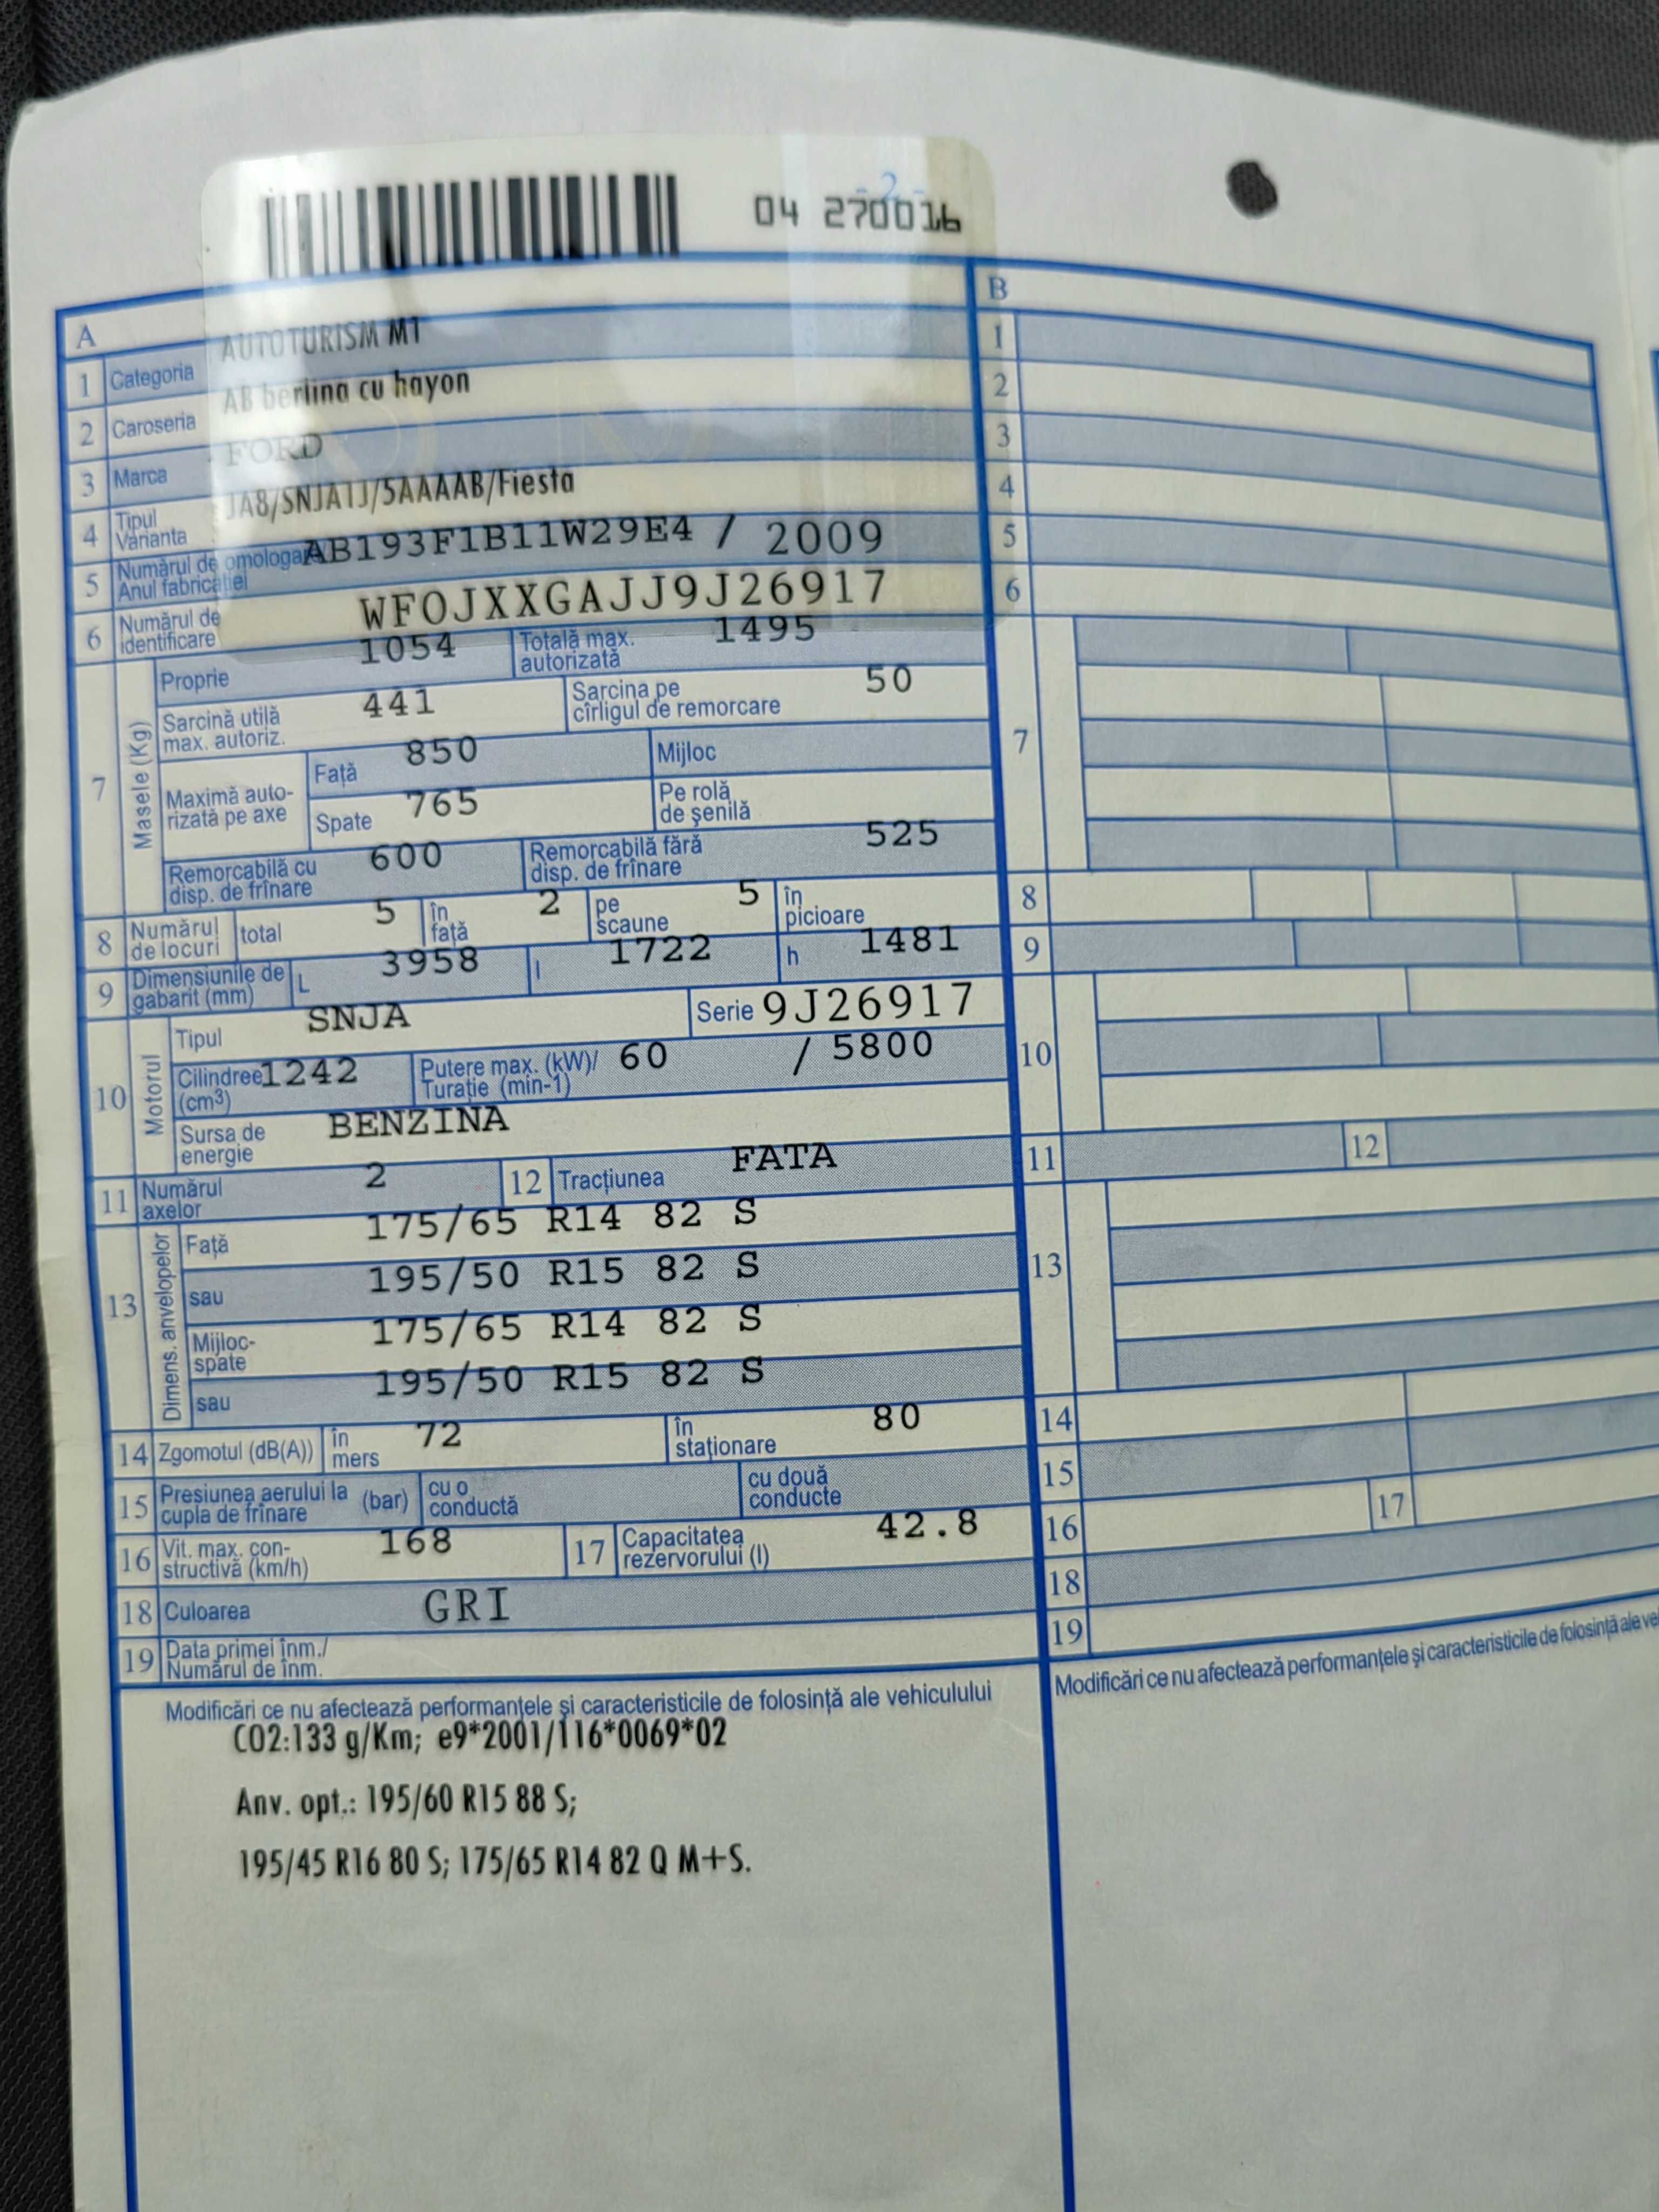 -2-
04 270016
A
1 Categoria AUTOTURISM M1
2 Caroseria AB berlina cu hayon
3 Marca FORD
4 Tipul Varianta JA8/SNJA1J/5AAAAB/Fiesta
5 Numărul de omologare Anul fabricației AB193F1B11W29E4 / 2009
6 Numărul de identificare WF0JXXGAJJ9J26917
7 Masele (Kg)
Proprie 1054 Totală max. autorizată 1495
Sarcină utilă max. autoriz. 441 Sarcina pe cîrligul de remorcare 50
Maximă autorizată pe axe Față 850 Mijloc
Spate 765 Pe rolă de șenilă
Remorcabilă cu disp. de frînare 600 Remorcabilă fără disp. de frînare 525
8 Numărul de locuri total 5 în față 2 pe scaune 5 în picioare
9 Dimensiunile de gabarit (mm) L 3958 l 1722 h 1481
10 Motorul
Tipul SNJA Serie 9J26917
Cilindree (cm³) 1242 Putere max. (kW)/ Turație (min-1) 60 / 5800
Sursa de energie BENZINA
11 Numărul axelor 2 12 Tracțiunea FATA
13 Dimens. anvelopelor
Față 175/65 R14 82 S
sau 195/50 R15 82 S
Mijloc-spate 175/65 R14 82 S
sau 195/50 R15 82 S
14 Zgomotul (dB(A)) în mers 72 în staționare 80
15 Presiunea aerului la cupla de frînare (bar) cu o conductă cu două conducte
16 Vit. max. constructivă (km/h) 168 17 Capacitatea rezervorului (l) 42.8
18 Culoarea GRI
19 Data primei înm./ Numărul de înm.
Modificări ce nu afectează performanțele și caracteristicile de folosință ale vehiculului
CO2:133 g/Km; e9*2001/116*0069*02
Anv. opt.: 195/60 R15 88 S;
195/45 R16 80 S; 175/65 R14 82 Q M+S.
B
1
2
3
4
5
6
7
8
9
10
11 12
13
14
15
16 17
18
19
Modificări ce nu afectează performanțele și caracteristicile de folosință ale